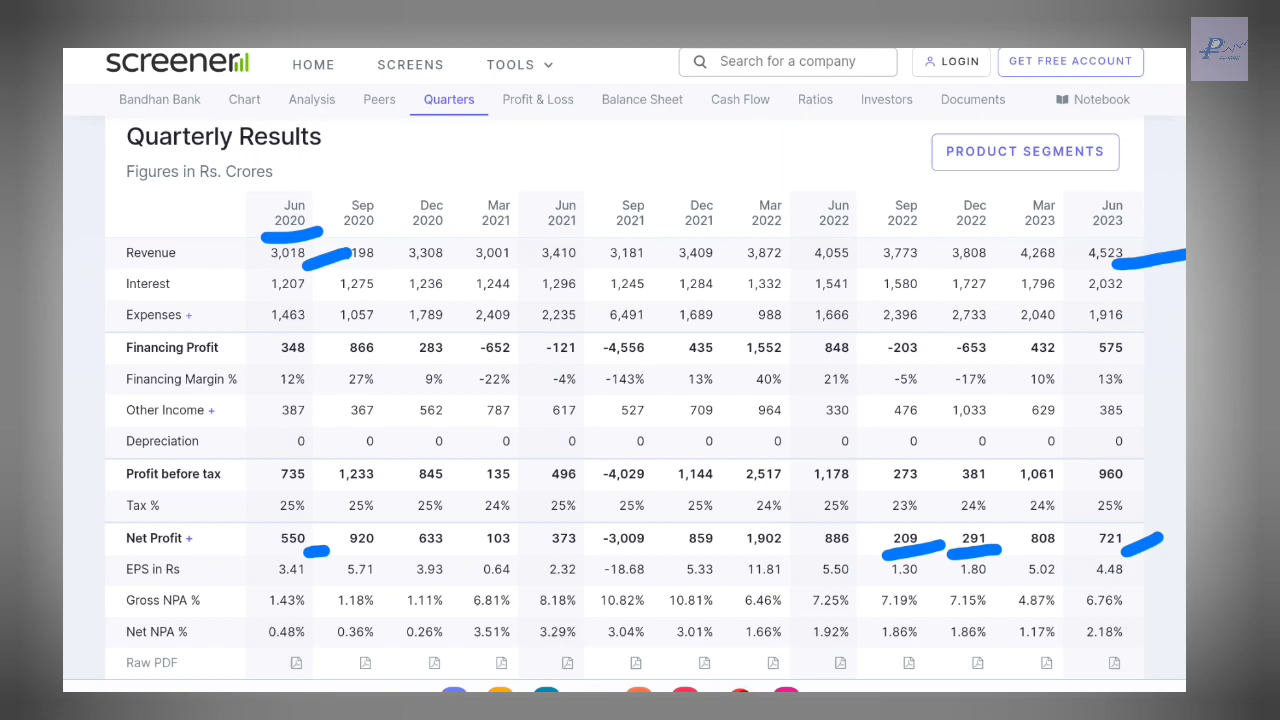 screener
HOME SCREENS TOOLS
Search for a company
LOGIN
GET FREE ACCOUNT
Bandhan Bank Chart Analysis Peers Quarters Profit & Loss Balance Sheet Cash Flow Ratios Investors Documents Notebook
Quarterly Results
PRODUCT SEGMENTS
Figures in Rs. Crores
Jun 2020 Sep 2020 Dec 2020 Mar 2021 Jun 2021 Sep 2021 Dec 2021 Mar 2022 Jun 2022 Sep 2022 Dec 2022 Mar 2023 Jun 2023
Revenue 3,018 198 3,308 3,001 3,410 3,181 3,409 3,872 4,055 3,773 3,808 4,268 4,523
Interest 1,207 1,275 1,236 1,244 1,296 1,245 1,284 1,332 1,541 1,580 1,727 1,796 2,032
Expenses + 1,463 1,057 1,789 2,409 2,235 6,491 1,689 988 1,666 2,396 2,733 2,040 1,916
Financing Profit 348 866 283 -652 -121 -4,556 435 1,552 848 -203 -653 432 575
Financing Margin % 12% 27% 9% -22% -4% -143% 13% 40% 21% -5% -17% 10% 13%
Other Income + 387 367 562 787 617 527 709 964 330 476 1,033 629 385
Depreciation 0 0 0 0 0 0 0 0 0 0 0 0 0
Profit before tax 735 1,233 845 135 496 -4,029 1,144 2,517 1,178 273 381 1,061 960
Tax % 25% 25% 25% 24% 25% 25% 25% 24% 25% 23% 24% 24% 25%
Net Profit + 550 920 633 103 373 -3,009 859 1,902 886 209 291 808 721
EPS in Rs 3.41 5.71 3.93 0.64 2.32 -18.68 5.33 11.81 5.50 1.30 1.80 5.02 4.48
Gross NPA % 1.43% 1.18% 1.11% 6.81% 8.18% 10.82% 10.81% 6.46% 7.25% 7.19% 7.15% 4.87% 6.76%
Net NPA % 0.48% 0.36% 0.26% 3.51% 3.29% 3.04% 3.01% 1.66% 1.92% 1.86% 1.86% 1.17% 2.18%
Raw PDF